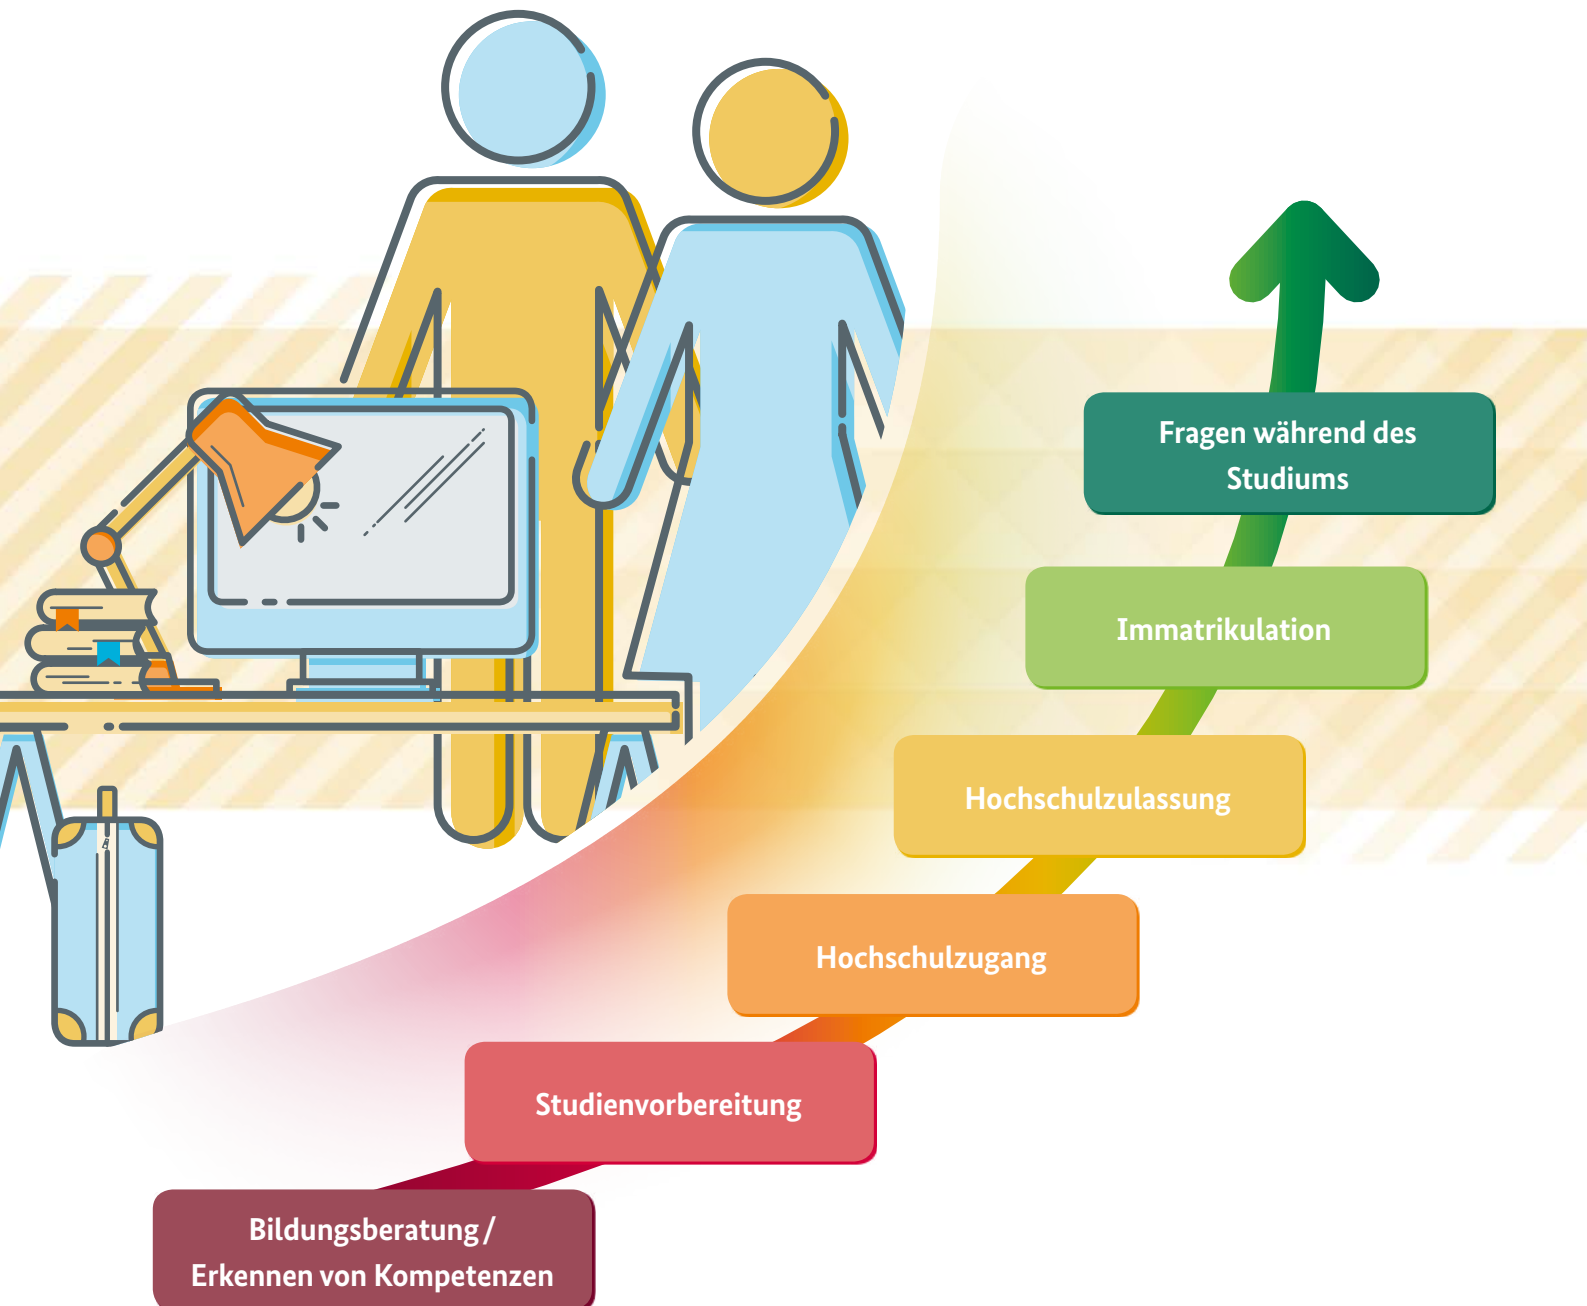 Fragen während des
Studiums
Immatrikulation
Hochschulzulassung
Hochschulzugang
Studienvorbereitung
Bildungsberatung /
Erkennen von Kompetenzen